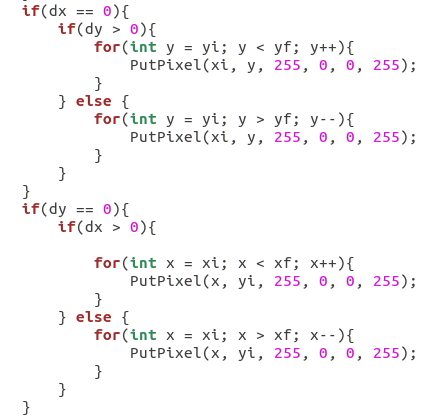 if(dx == 0){
    if(dy > 0){
        for(int y = yi; y < yf; y++){
            PutPixel(xi, y, 255, 0, 0, 255);
        }
    } else {
        for(int y = yi; y > yf; y--){
            PutPixel(xi, y, 255, 0, 0, 255);
        }
    }
}
if(dy == 0){
    if(dx > 0){

        for(int x = xi; x < xf; x++){
            PutPixel(x, yi, 255, 0, 0, 255);
        }
    } else {
        for(int x = xi; x > xf; x--){
            PutPixel(x, yi, 255, 0, 0, 255);
        }
    }
}